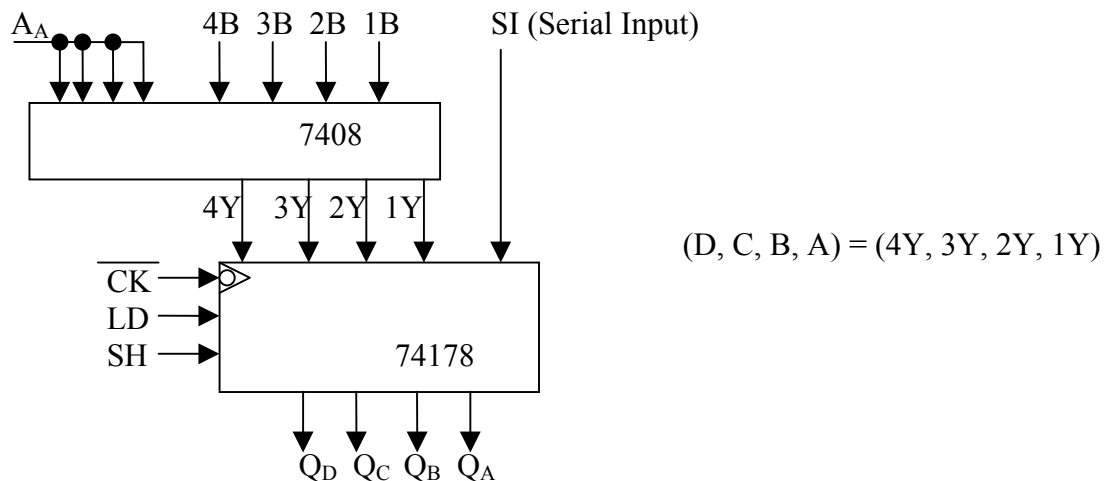 A_A 4B 3B 2B 1B SI (Serial Input)
7408
4Y 3Y 2Y 1Y
(D, C, B, A) = (4Y, 3Y, 2Y, 1Y)
C̅K̅
LD
SH 74178
Q_D Q_C Q_B Q_A